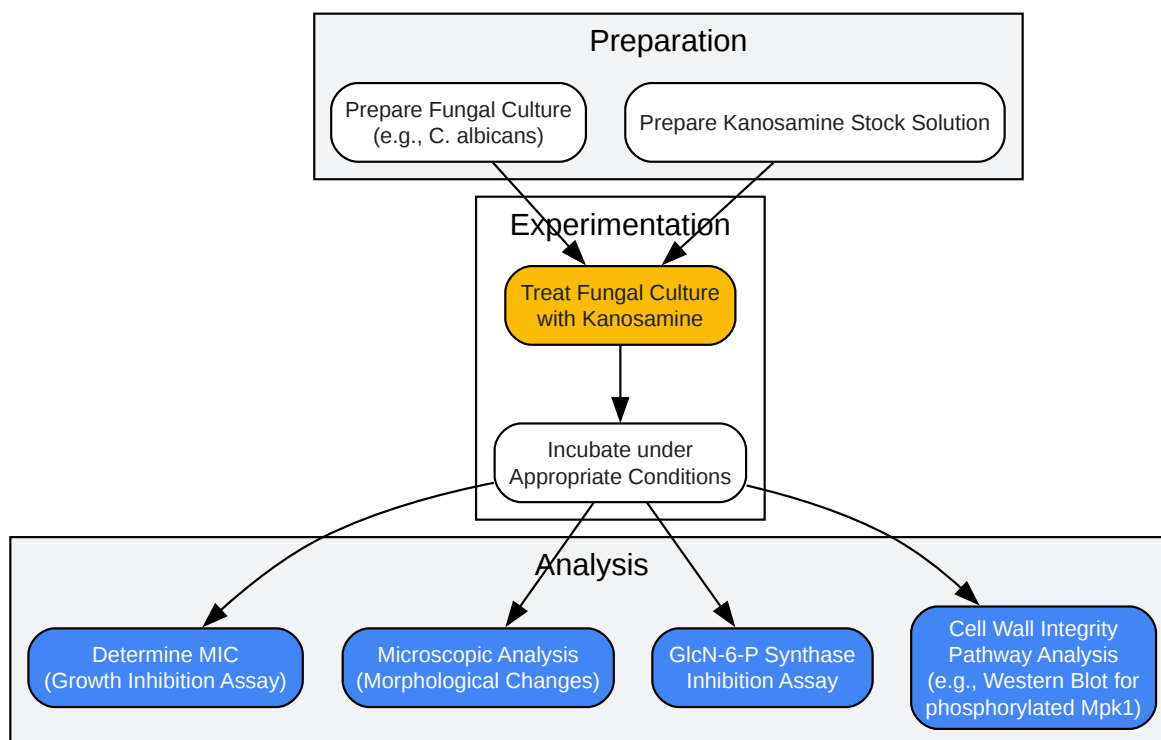 Preparation
Prepare Fungal Culture
(e.g., C. albicans)
Prepare Kanosamine Stock Solution
Experimentation
Treat Fungal Culture
with Kanosamine
Incubate under
Appropriate Conditions
Analysis
Determine MIC
(Growth Inhibition Assay)
Microscopic Analysis
(Morphological Changes)
GlcN-6-P Synthase
Inhibition Assay
Cell Wall Integrity
Pathway Analysis
(e.g., Western Blot for
phosphorylated Mpk1)